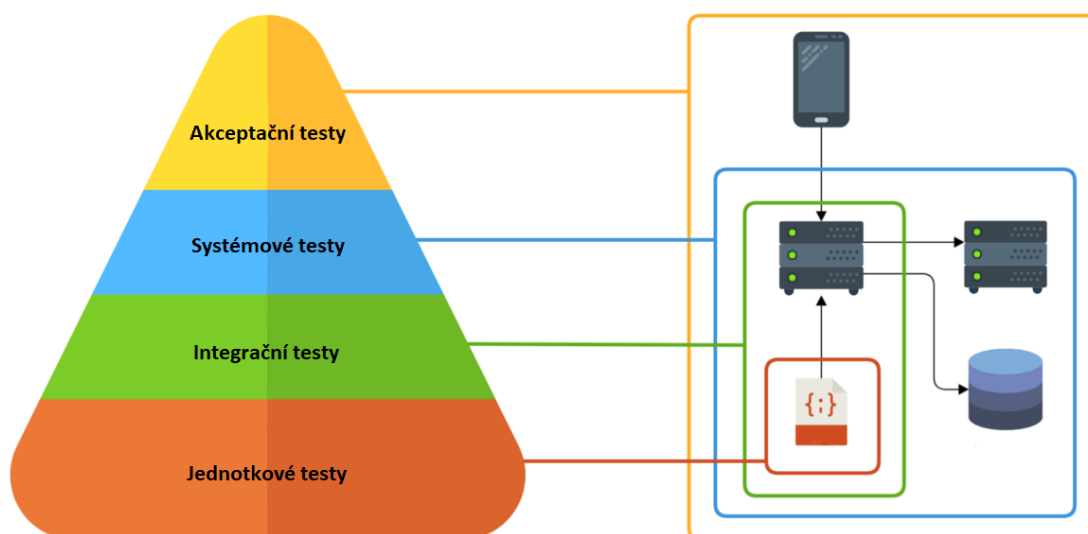 Akceptační testy
Systémové testy
Integrační testy
{;}
Jednotkové testy